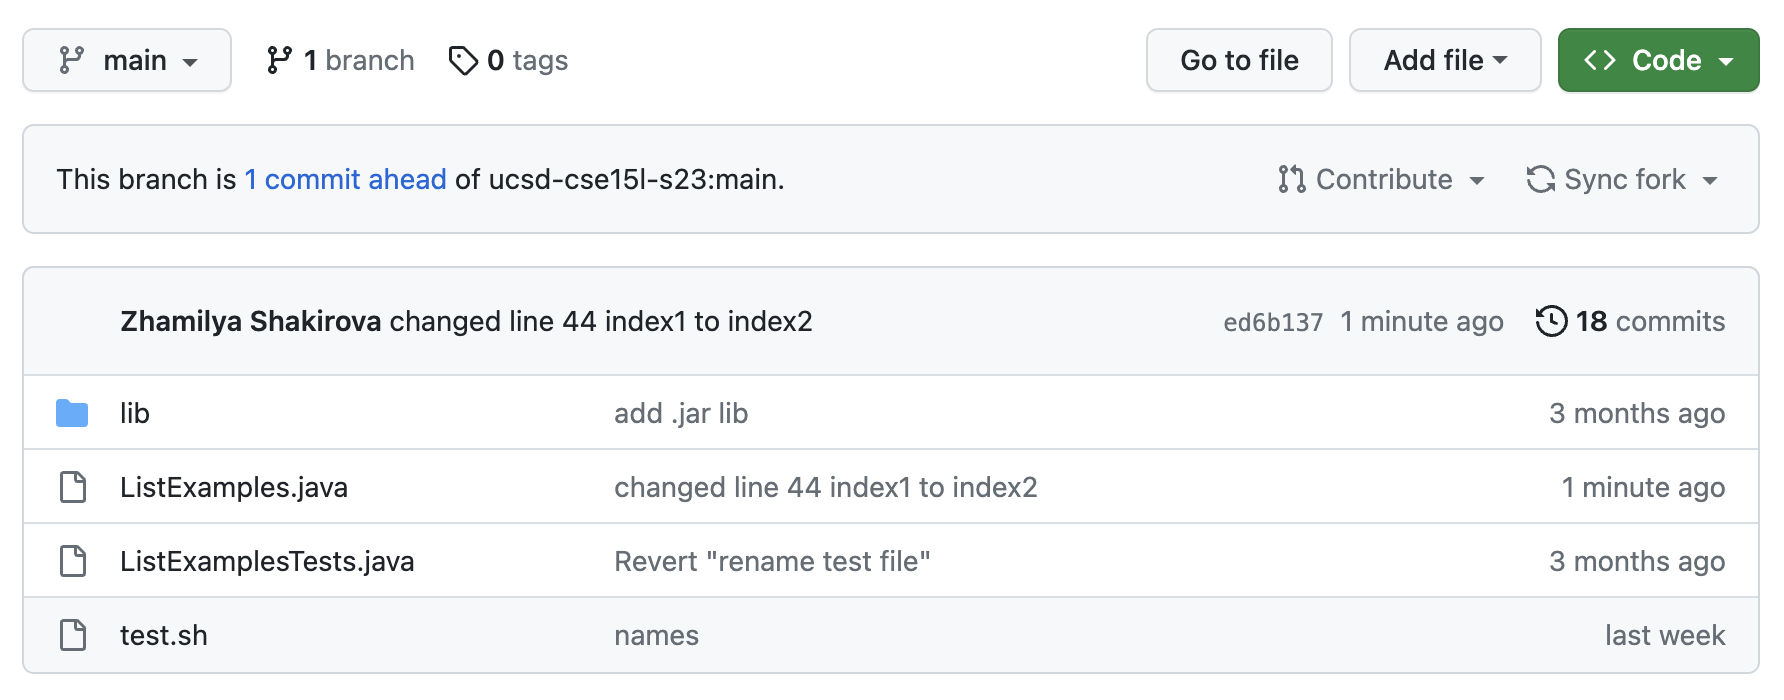 main 1 branch 0 tags Go to file Add file Code
This branch is 1 commit ahead of ucsd-cse15l-s23:main. Contribute Sync fork
Zhamilya Shakirova changed line 44 index1 to index2 ed6b137 1 minute ago 18 commits
lib add .jar lib 3 months ago
ListExamples.java changed line 44 index1 to index2 1 minute ago
ListExamplesTests.java Revert "rename test file" 3 months ago
test.sh names last week